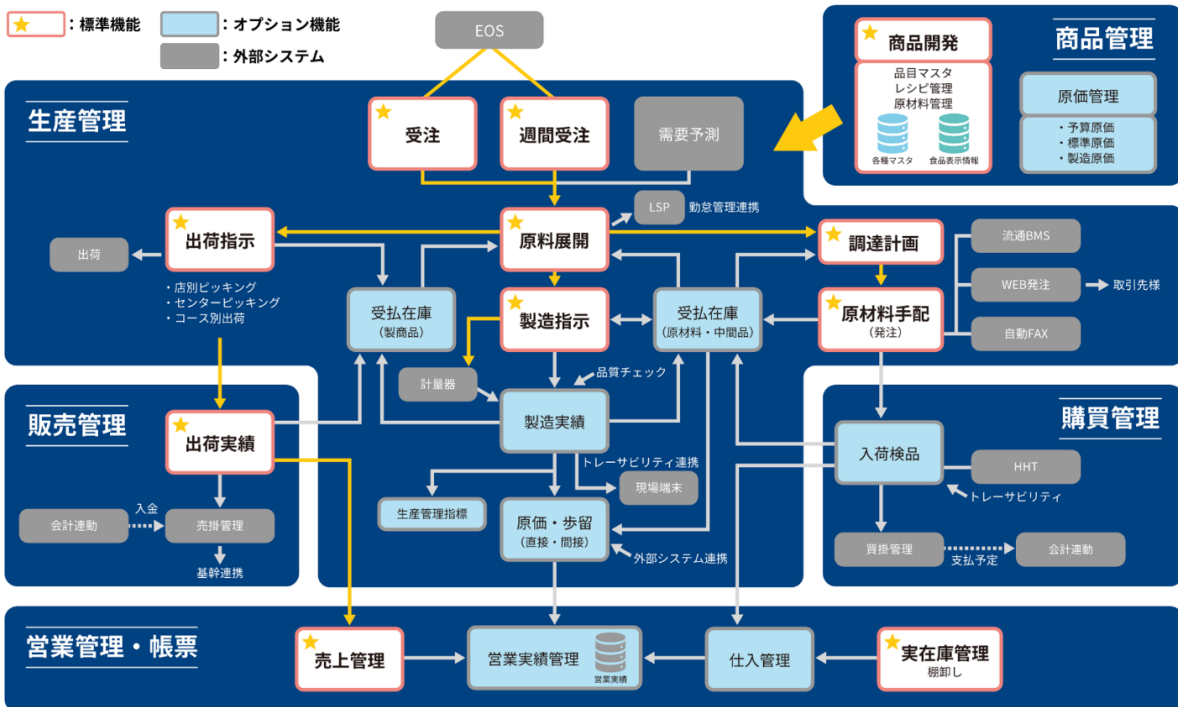 ：標準機能
：オプション機能
：外部システム
EOS
商品開発
品目マスタ
レシピ管理
原材料管理
各種マスタ
食品表示情報
商品管理
原価管理
・予算原価
・標準原価
・製造原価
生産管理
受注
週間受注
需要予測
LSP
勤怠管理連携
出荷
出荷指示
・店別ピッキング
・センターピッキング
・コース別出荷
原料展開
調達計画
流通BMS
WEB発注
取引先様
自動FAX
受払在庫
（製商品）
製造指示
受払在庫
（原材料・中間品）
原材料手配
（発注）
計量器
品質チェック
製造実績
トレーサビリティ連携
現場端末
生産管理指標
原価・歩留
（直接・間接）
外部システム連携
販売管理
出荷実績
会計連動
入金
売掛管理
基幹連携
購買管理
入荷検品
HHT
トレーサビリティ
買掛管理
支払予定
会計連動
営業管理・帳票
売上管理
営業実績管理
営業実績
仕入管理
実在庫管理
棚卸し